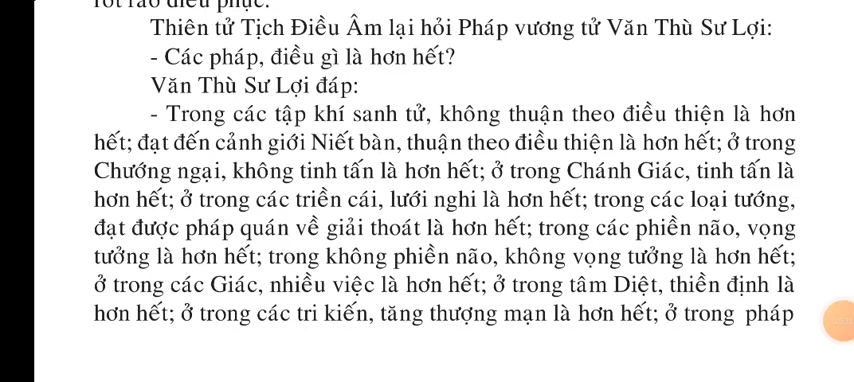 rốt ráo điều phục.
Thiên tử Tịch Điều Âm lại hỏi Pháp vương tử Văn Thù Sư Lợi:
- Các pháp, điều gì là hơn hết?
Văn Thù Sư Lợi đáp:
- Trong các tập khí sanh tử, không thuận theo điều thiện là hơn
hết; đạt đến cảnh giới Niết bàn, thuận theo điều thiện là hơn hết; ở trong
Chướng ngại, không tinh tấn là hơn hết; ở trong Chánh Giác, tinh tấn là
hơn hết; ở trong các triền cái, lưới nghi là hơn hết; trong các loại tướng,
đạt được pháp quán về giải thoát là hơn hết; trong các phiền não, vọng
tưởng là hơn hết; trong không phiền não, không vọng tưởng là hơn hết;
ở trong các Giác, nhiều việc là hơn hết; ở trong tâm Diệt, thiền định là
hơn hết; ở trong các tri kiến, tăng thượng mạn là hơn hết; ở trong pháp